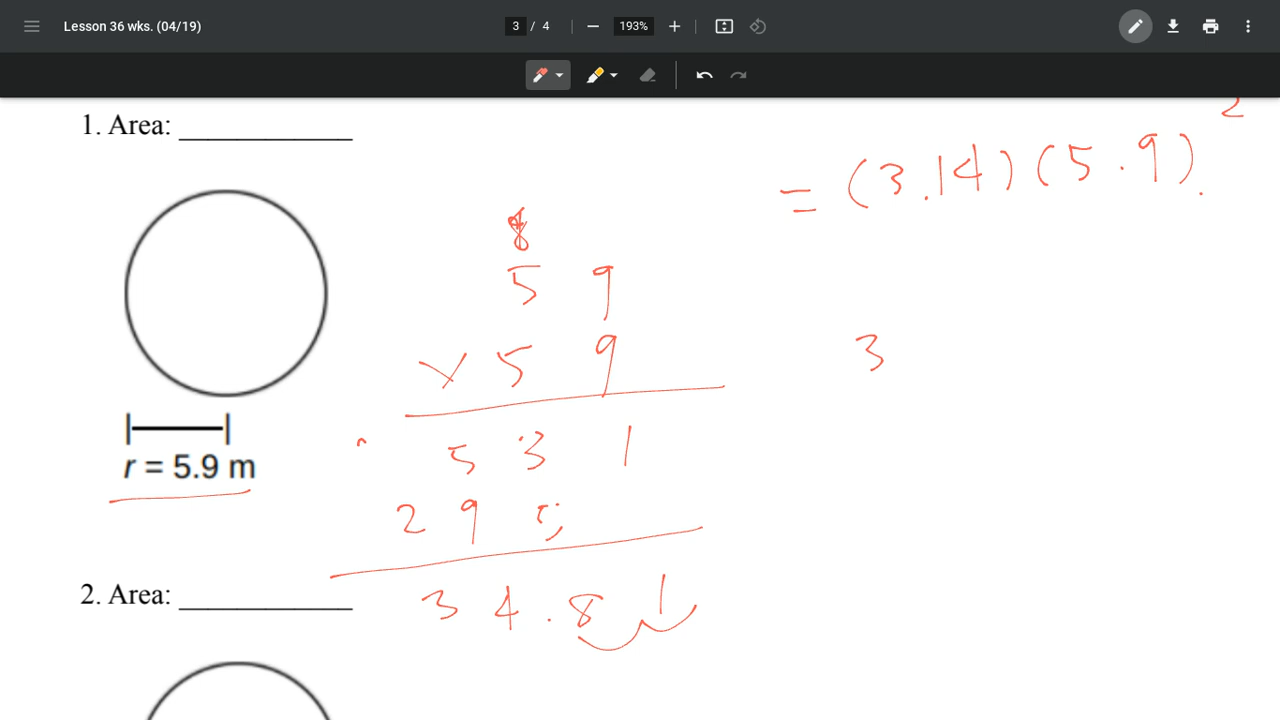 Lesson 36 wks. (04/19)
3 / 4
193%
1. Area: ____________
= (3.14)(5.9)²
8
5 9
× 5 9
5 3 1
2 9 5
3 4 . 8 1
3
r = 5.9 m
2. Area: ____________